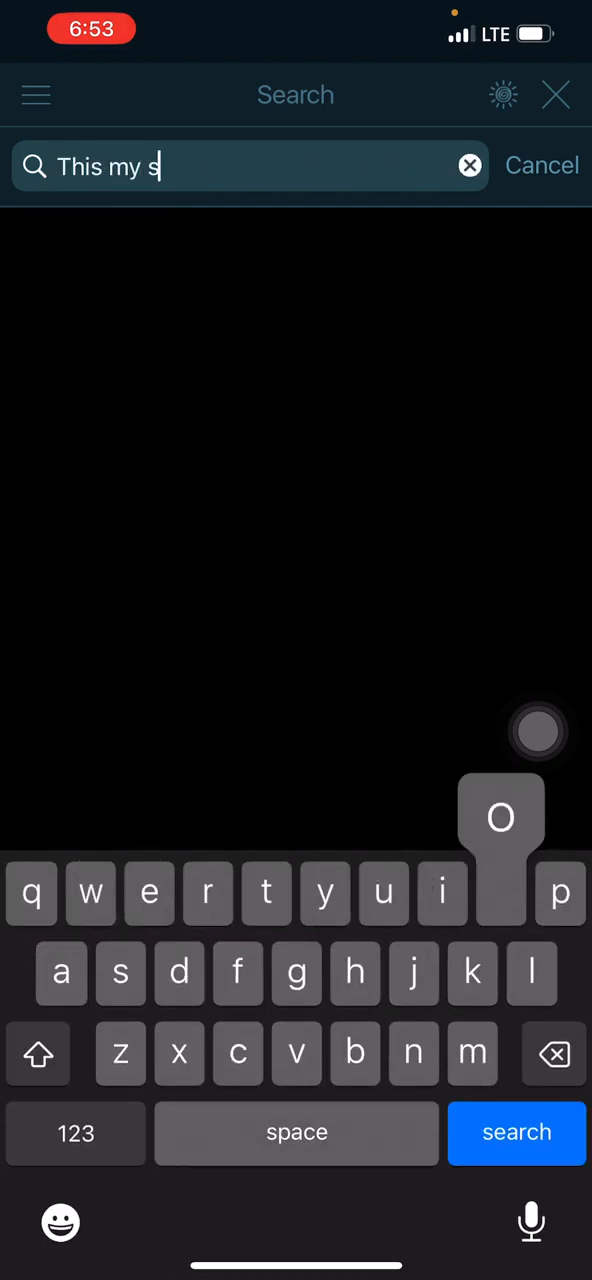 6:53
LTE
Search
This my s
Cancel
O
q w e r t y u i p
a s d f g h j k l
z x c v b n m
123 space search